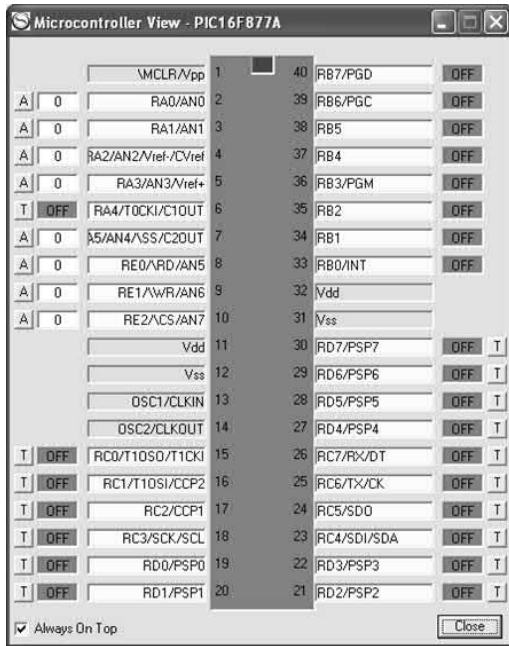 Microcontroller View - PIC16F877A
\MCLR/Vpp 1 40 RB7/PGD OFF
A 0 RA0/AN0 2 39 RB6/PGC OFF
A 0 RA1/AN1 3 38 RB5 OFF
A 0 RA2/AN2/Vref-/CVref 4 37 RB4 OFF
A 0 RA3/AN3/Vref+ 5 36 RB3/PGM OFF
T OFF RA4/T0CKI/C1OUT 6 35 RB2 OFF
A 0 A5/AN4/\SS/C2OUT 7 34 RB1 OFF
A 0 RE0/\RD/AN5 8 33 RB0/INT OFF
A 0 RE1/\WR/AN6 9 32 Vdd
A 0 RE2/\CS/AN7 10 31 Vss
Vdd 11 30 RD7/PSP7 OFF T
Vss 12 29 RD6/PSP6 OFF T
OSC1/CLKIN 13 28 RD5/PSP5 OFF T
OSC2/CLKOUT 14 27 RD4/PSP4 OFF T
T OFF RC0/T1OSO/T1CKI 15 26 RC7/RX/DT OFF T
T OFF RC1/T1OSI/CCP2 16 25 RC6/TX/CK OFF T
T OFF RC2/CCP1 17 24 RC5/SDO OFF T
T OFF RC3/SCK/SCL 18 23 RC4/SDI/SDA OFF T
T OFF RD0/PSP0 19 22 RD3/PSP3 OFF T
T OFF RD1/PSP1 20 21 RD2/PSP2 OFF T
Always On Top Close